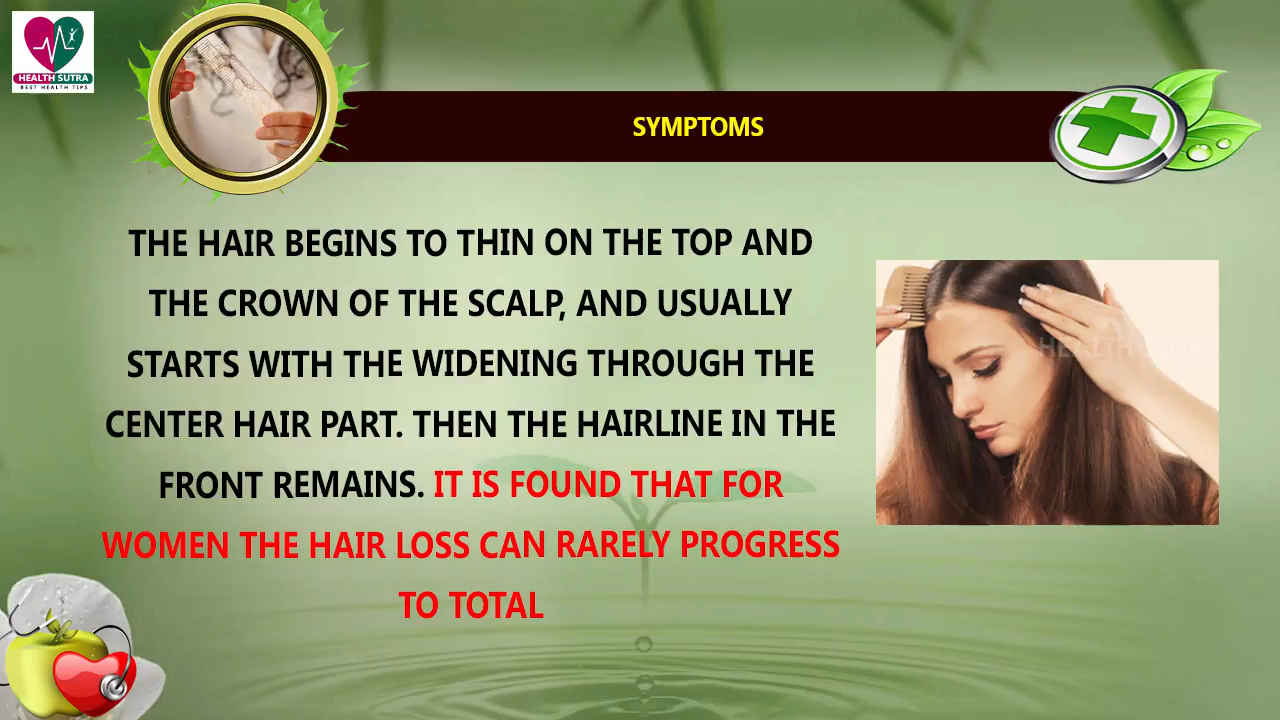 HEALTH SUTRA
BEST HEALTH TIPS
SYMPTOMS
THE HAIR BEGINS TO THIN ON THE TOP AND
THE CROWN OF THE SCALP, AND USUALLY
STARTS WITH THE WIDENING THROUGH THE
CENTER HAIR PART. THEN THE HAIRLINE IN THE
FRONT REMAINS. IT IS FOUND THAT FOR
WOMEN THE HAIR LOSS CAN RARELY PROGRESS
TO TOTAL
HEALTH SUTRA